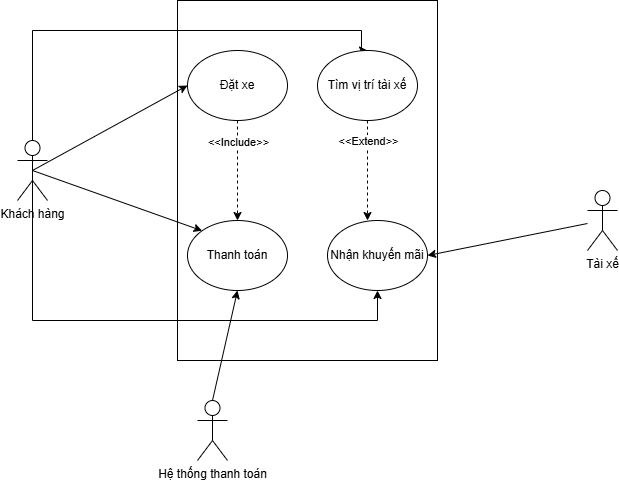 Đặt xe
Tìm vị trí tài xế
<<Include>>
<<Extend>>
Khách hàng
Thanh toán
Nhận khuyến mãi
Tài xế
Hệ thống thanh toán